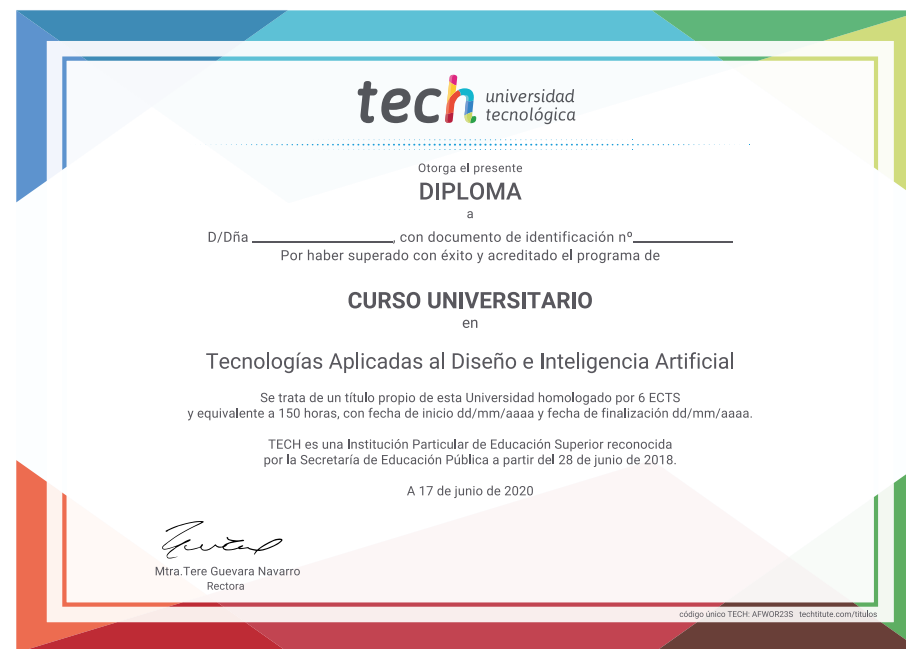 tech universidad
tecnológica
Otorga el presente
DIPLOMA
a
D/Dña ____________, con documento de identificación nº____________
Por haber superado con éxito y acreditado el programa de
CURSO UNIVERSITARIO
en
Tecnologías Aplicadas al Diseño e Inteligencia Artificial
Se trata de un título propio de esta Universidad homologado por 6 ECTS
y equivalente a 150 horas, con fecha de inicio dd/mm/aaaa y fecha de finalización dd/mm/aaaa.
TECH es una Institución Particular de Educación Superior reconocida
por la Secretaría de Educación Pública a partir del 28 de junio de 2018.
A 17 de junio de 2020
Mtra.Tere Guevara Navarro
Rectora
código único TECH: AFWOR23S techtitute.com/titulos